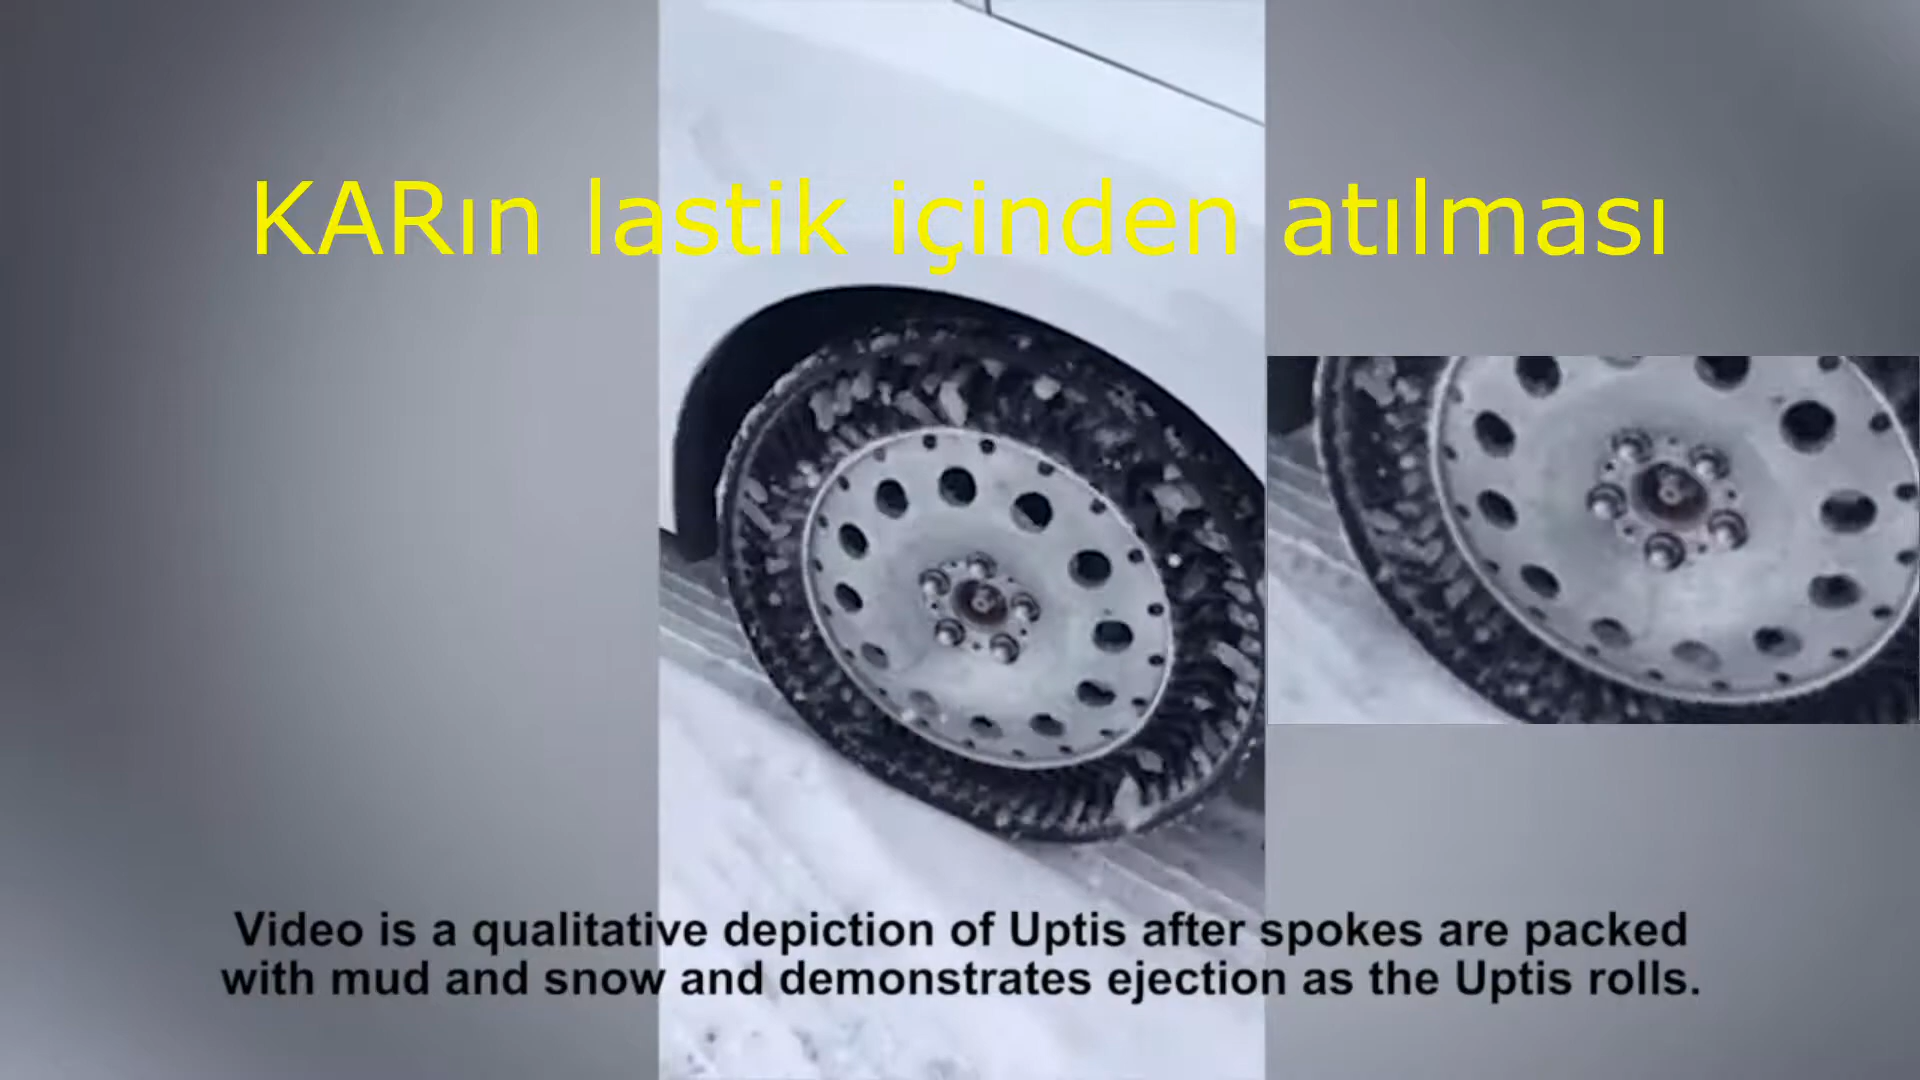 KARın lastik içinden atılması
Video is a qualitative depiction of Uptis after spokes are packed
with mud and snow and demonstrates ejection as the Uptis rolls.